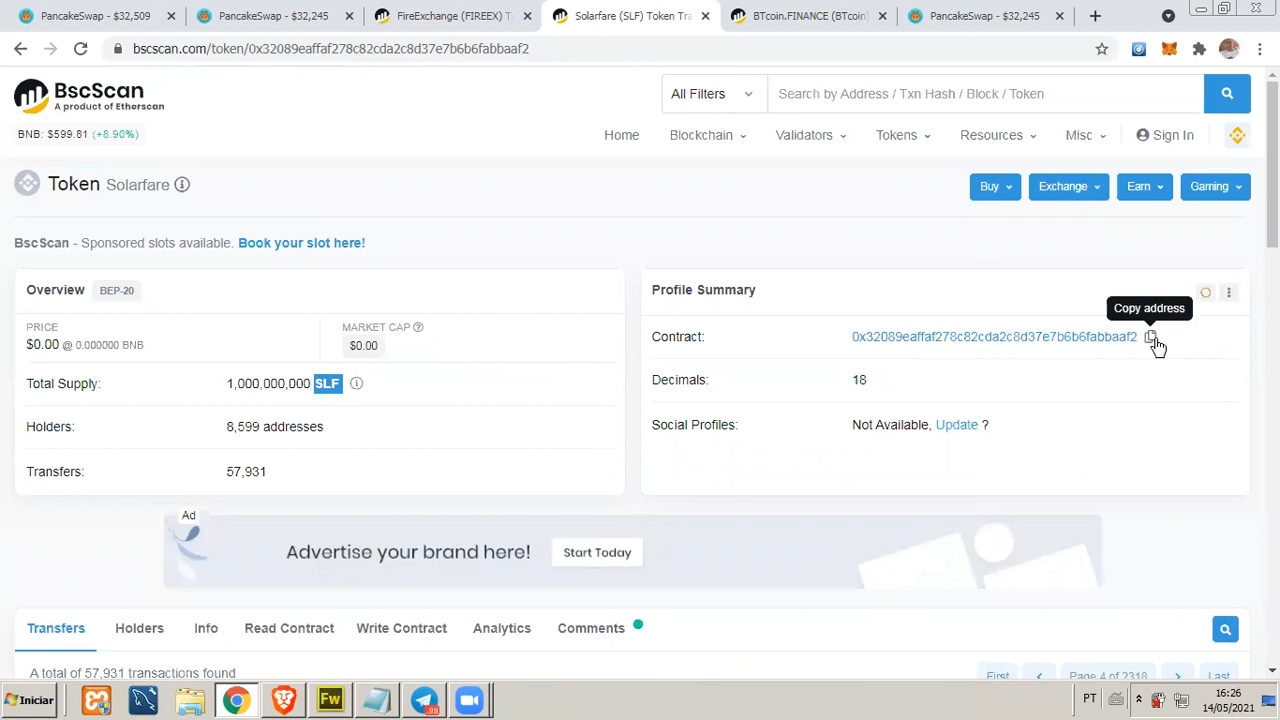 PancakeSwap - $32,509
PancakeSwap - $32,245
FireExchange (FIREEX) T
Solarfare (SLF) Token Tra
BTcoin.FINANCE (BTcoin)
PancakeSwap - $32,245
bscscan.com/token/0x32089eaffaf278c82cda2c8d37e7b6b6fabbaaf2
BscScan
A product of Etherscan
All Filters
Search by Address / Txn Hash / Block / Token
BNB: $599.81 (+8.90%)
Home Blockchain Validators Tokens Resources Misc Sign In
Token Solarfare
Buy Exchange Earn Gaming
BscScan - Sponsored slots available. Book your slot here!
Overview BEP-20
PRICE
$0.00 @ 0.000000 BNB
MARKET CAP
$0.00
Total Supply: 1,000,000,000 SLF
Holders: 8,599 addresses
Transfers: 57,931
Profile Summary
Copy address
Contract: 0x32089eaffaf278c82cda2c8d37e7b6b6fabbaaf2
Decimals: 18
Social Profiles: Not Available, Update ?
Ad
Advertise your brand here! Start Today
Transfers Holders Info Read Contract Write Contract Analytics Comments
A total of 57,931 transactions found
First Page 4 of 2318 Last
Iniciar
Fw
99
PT
16:26
14/05/2021